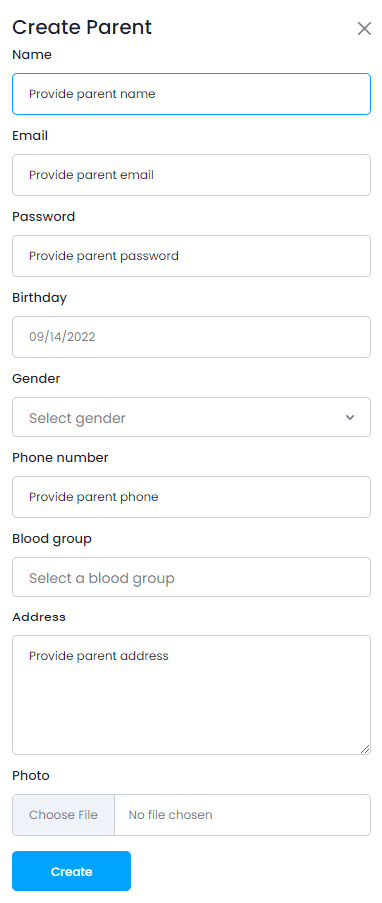 Create Parent
Name
Provide parent name
Email
Provide parent email
Password
Provide parent password
Birthday
09/14/2022
Gender
Select gender
Phone number
Provide parent phone
Blood group
Select a blood group
Address
Provide parent address
Photo
Choose File No file chosen
Create